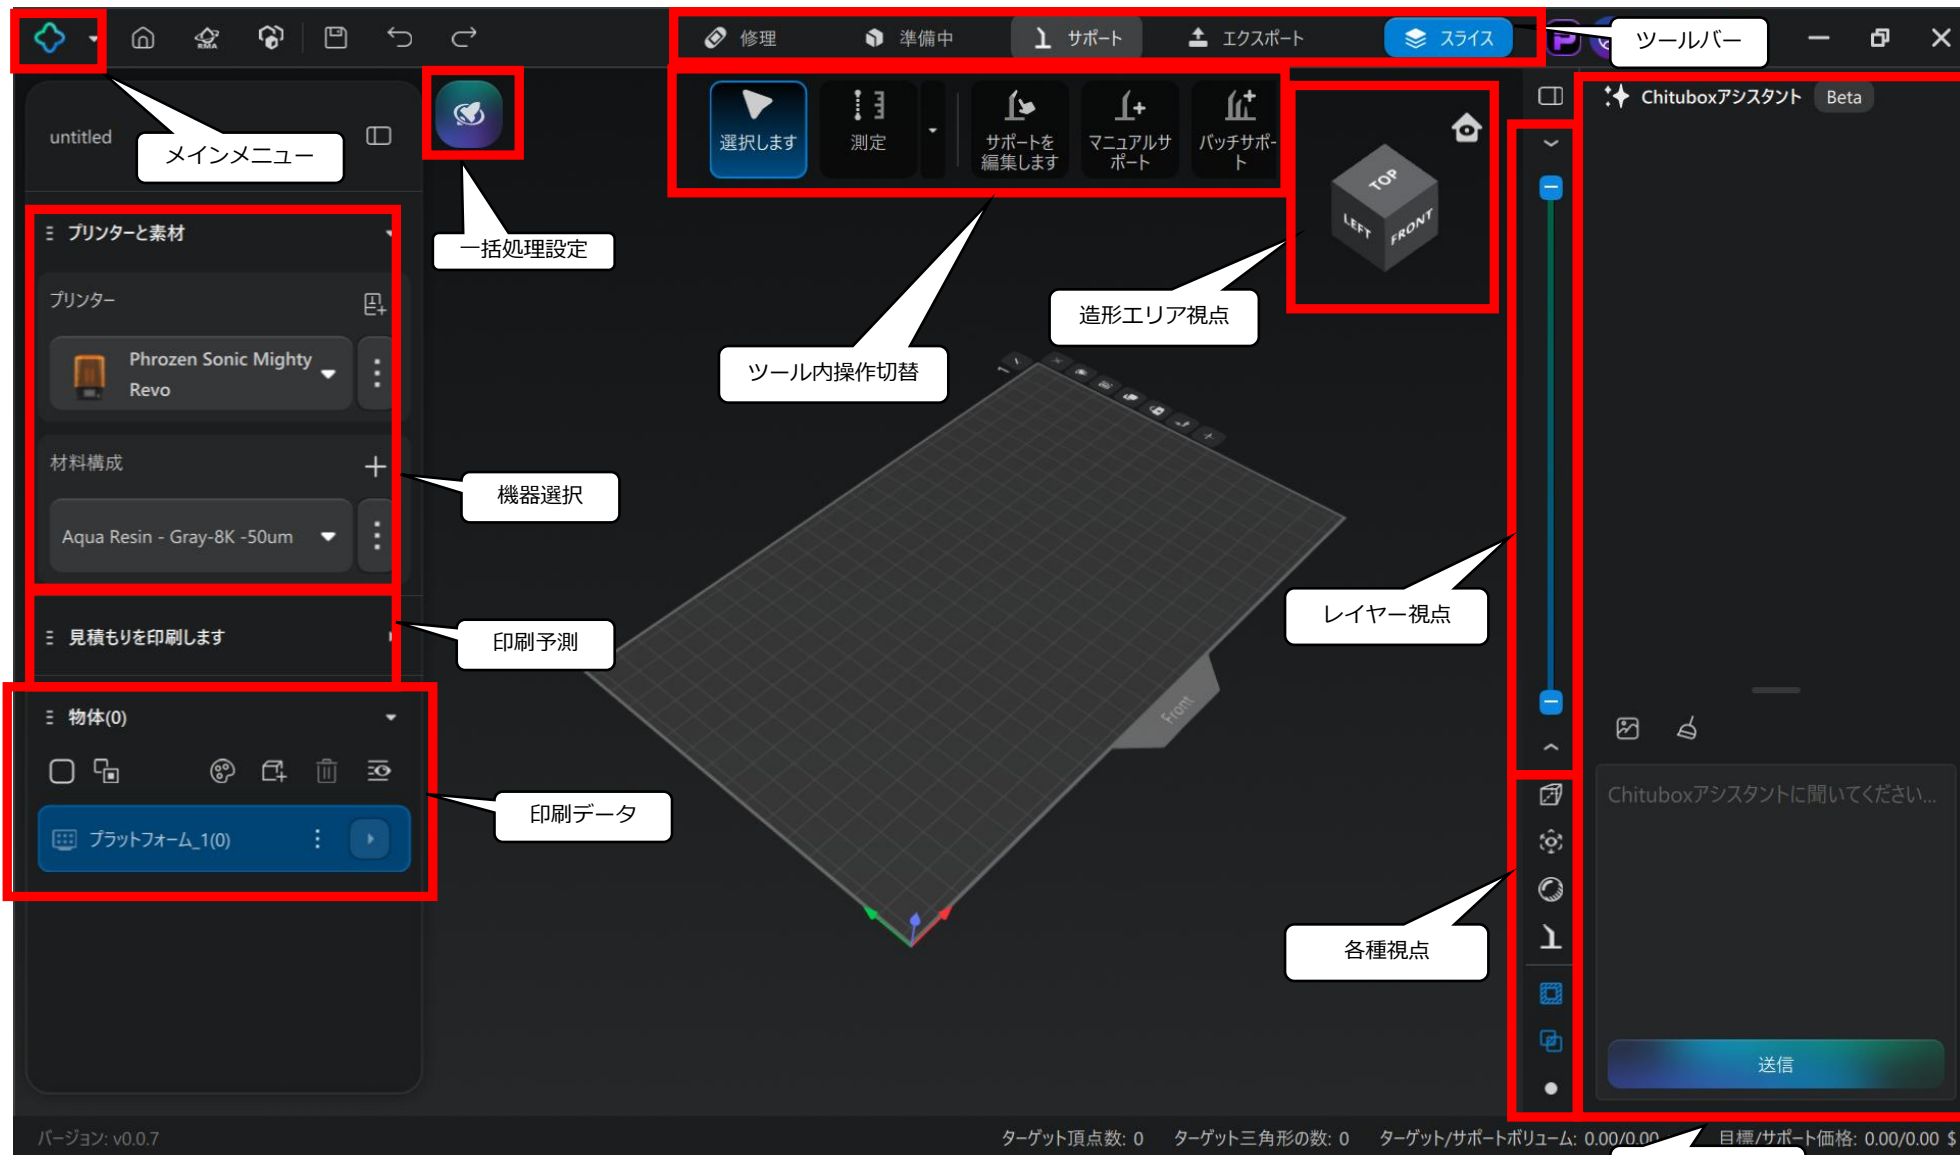 修理
準備中
サポート
エクスポート
スライス
ツールバー
untitled
メインメニュー
選択します
測定
サポートを
編集します
マニュアルサ
ポート
バッチサポー
ト
Chituboxアシスタント
Beta
TOP
LEFT
FRONT
プリンターと素材
一括処理設定
プリンター
造形エリア視点
Phrozen Sonic Mighty
Revo
ツール内操作切替
材料構成
機器選択
Aqua Resin - Gray-8K -50um
レイヤー視点
見積もりを印刷します
印刷予測
Front
物体(0)
印刷データ
Chituboxアシスタントに聞いてください...
プラットフォーム_1(0)
各種視点
送信
バージョン: v0.0.7
ターゲット頂点数: 0
ターゲット三角形の数: 0
ターゲット/サポートボリューム: 0.00/0.00
目標/サポート価格: 0.00/0.00 $